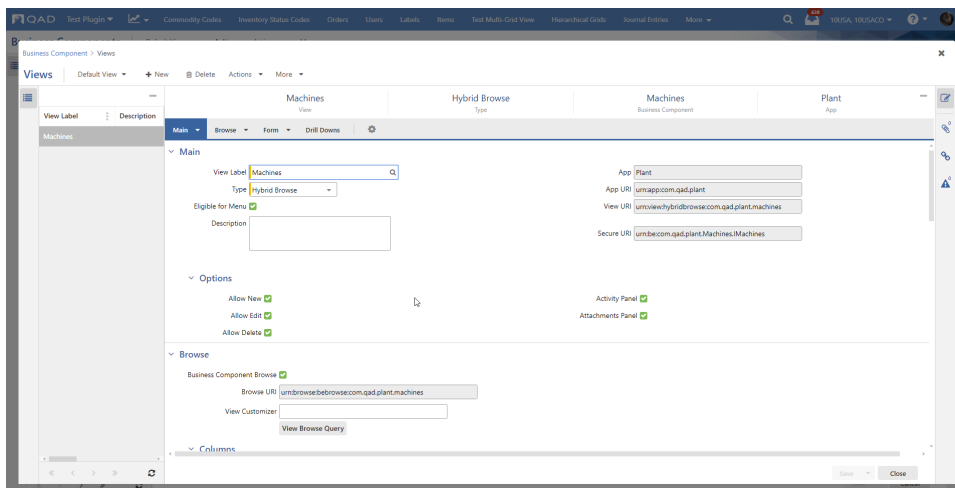 QAD Test Plugin Commodity Codes Inventory Status Codes Orders Users Labels Items Test Multi-Grid View Hierarchical Grids Journal Entries More 10USA, 10USACO
Business Component > Views
Views Default View + New Delete Actions More
Machines Hybrid Browse Machines Plant
View Type Business Component App
View Label Description
Machines
Main Browse Form Drill Downs
Main
View Label Machines App Plant
Type Hybrid Browse App URI urn:app:com.qad.plant
Eligible for Menu View URI urn:view:hybridbrowse:com.qad.plant.machines
Description
Secure URI urn:be:com.qad.plant.Machines.IMachines
Options
Allow New Activity Panel
Allow Edit Attachments Panel
Allow Delete
Browse
Business Component Browse
Browse URI urn:browse:bebrowse:com.qad.plant.machines
View Customizer
View Browse Query
Columns
Save Close